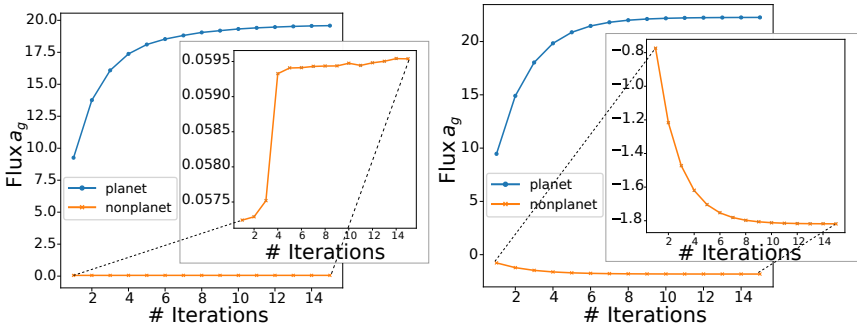 20.0
17.5
15.0
12.5
10.0
7.5
5.0
2.5
0.0
Flux a_g
planet
nonplanet
2 4 6 8 10 12 14
# Iterations
0.0595
0.0590
0.0585
0.0580
0.0575
2 4 6 8 10 12 14
# Iterations
20
15
10
5
0
Flux a_g
planet
nonplanet
2 4 6 8 10 12 14
# Iterations
−0.8
−1.0
−1.2
−1.4
−1.6
−1.8
2 4 6 8 10 12 14
# Iterations